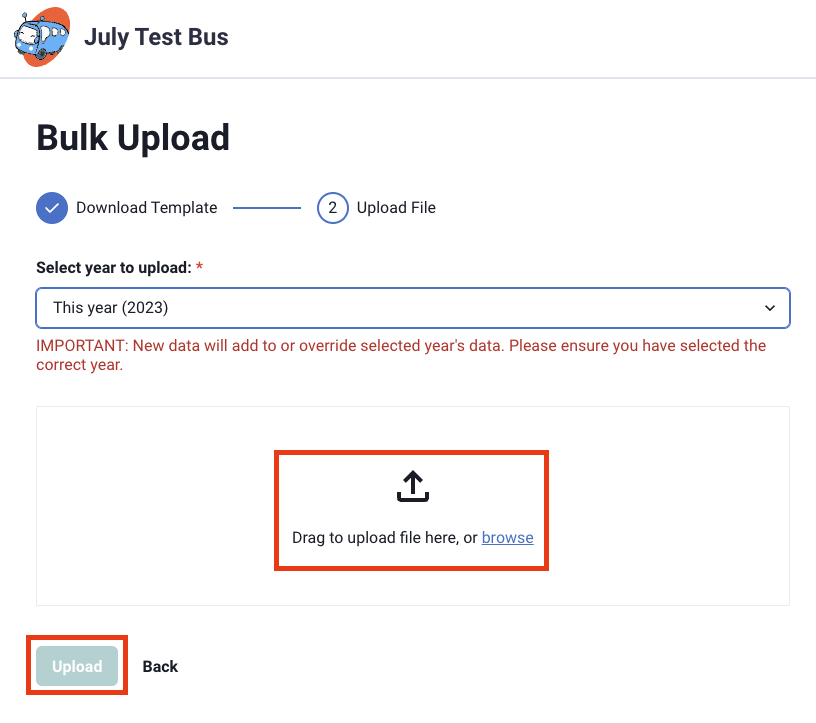 July Test Bus
Bulk Upload
Download Template
2 Upload File
Select year to upload: *
This year (2023)
IMPORTANT: New data will add to or override selected year's data. Please ensure you have selected the
correct year.
Drag to upload file here, or browse
Upload Back